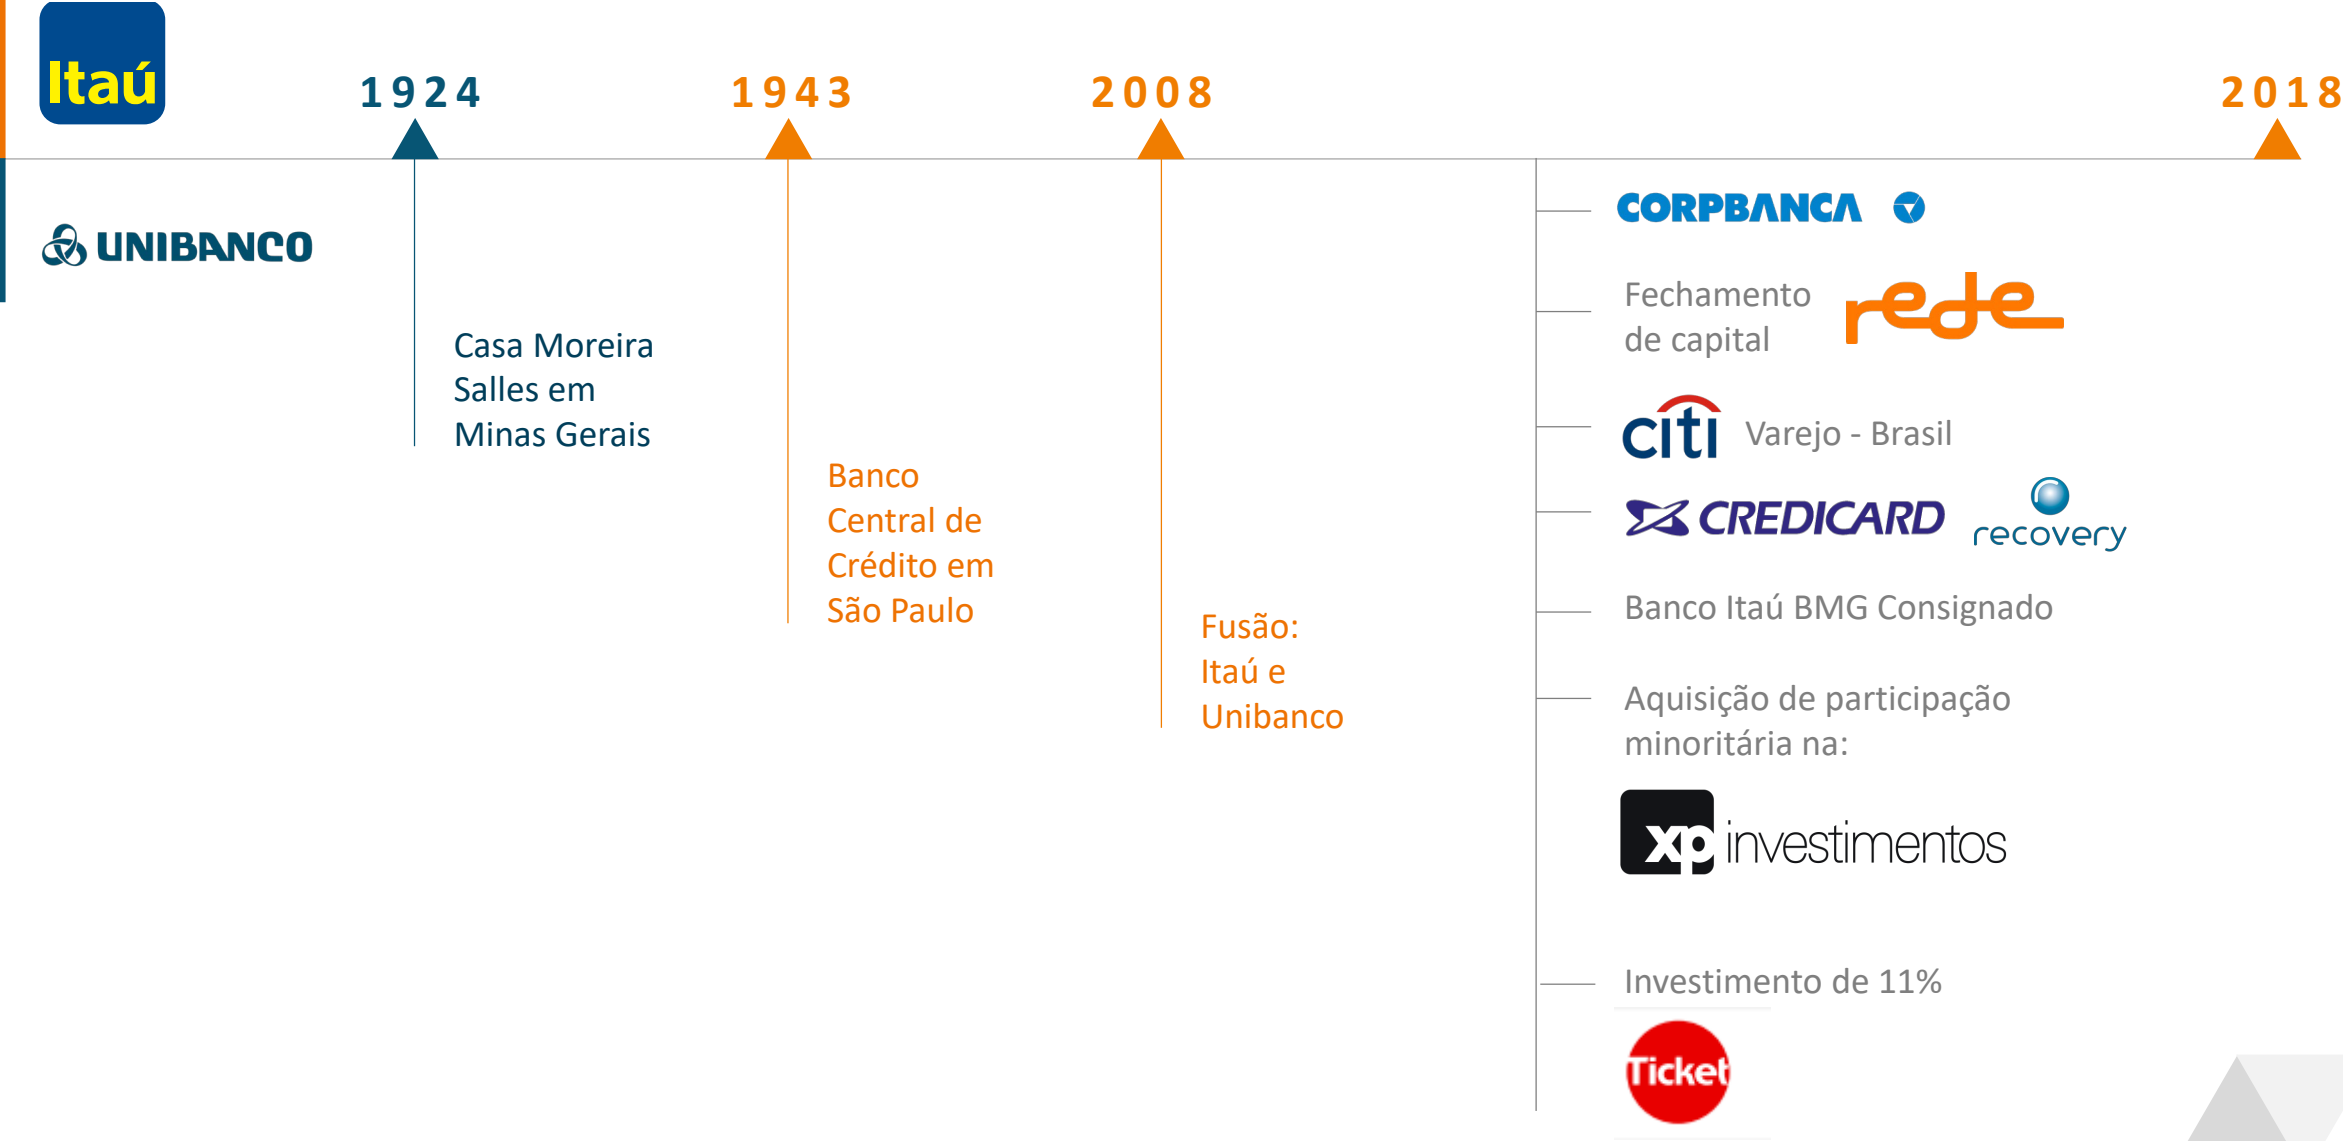 Itaú
1924
1943
2008
2018
UNIBANCO
Casa Moreira
Salles em
Minas Gerais
Banco
Central de
Crédito em
São Paulo
Fusão:
Itaú e
Unibanco
CORPBANCA
Fechamento
de capital
rede
citi
Varejo - Brasil
CREDICARD
recovery
Banco Itaú BMG Consignado
Aquisição de participação
minoritária na:
xp investimentos
Investimento de 11%
Ticket